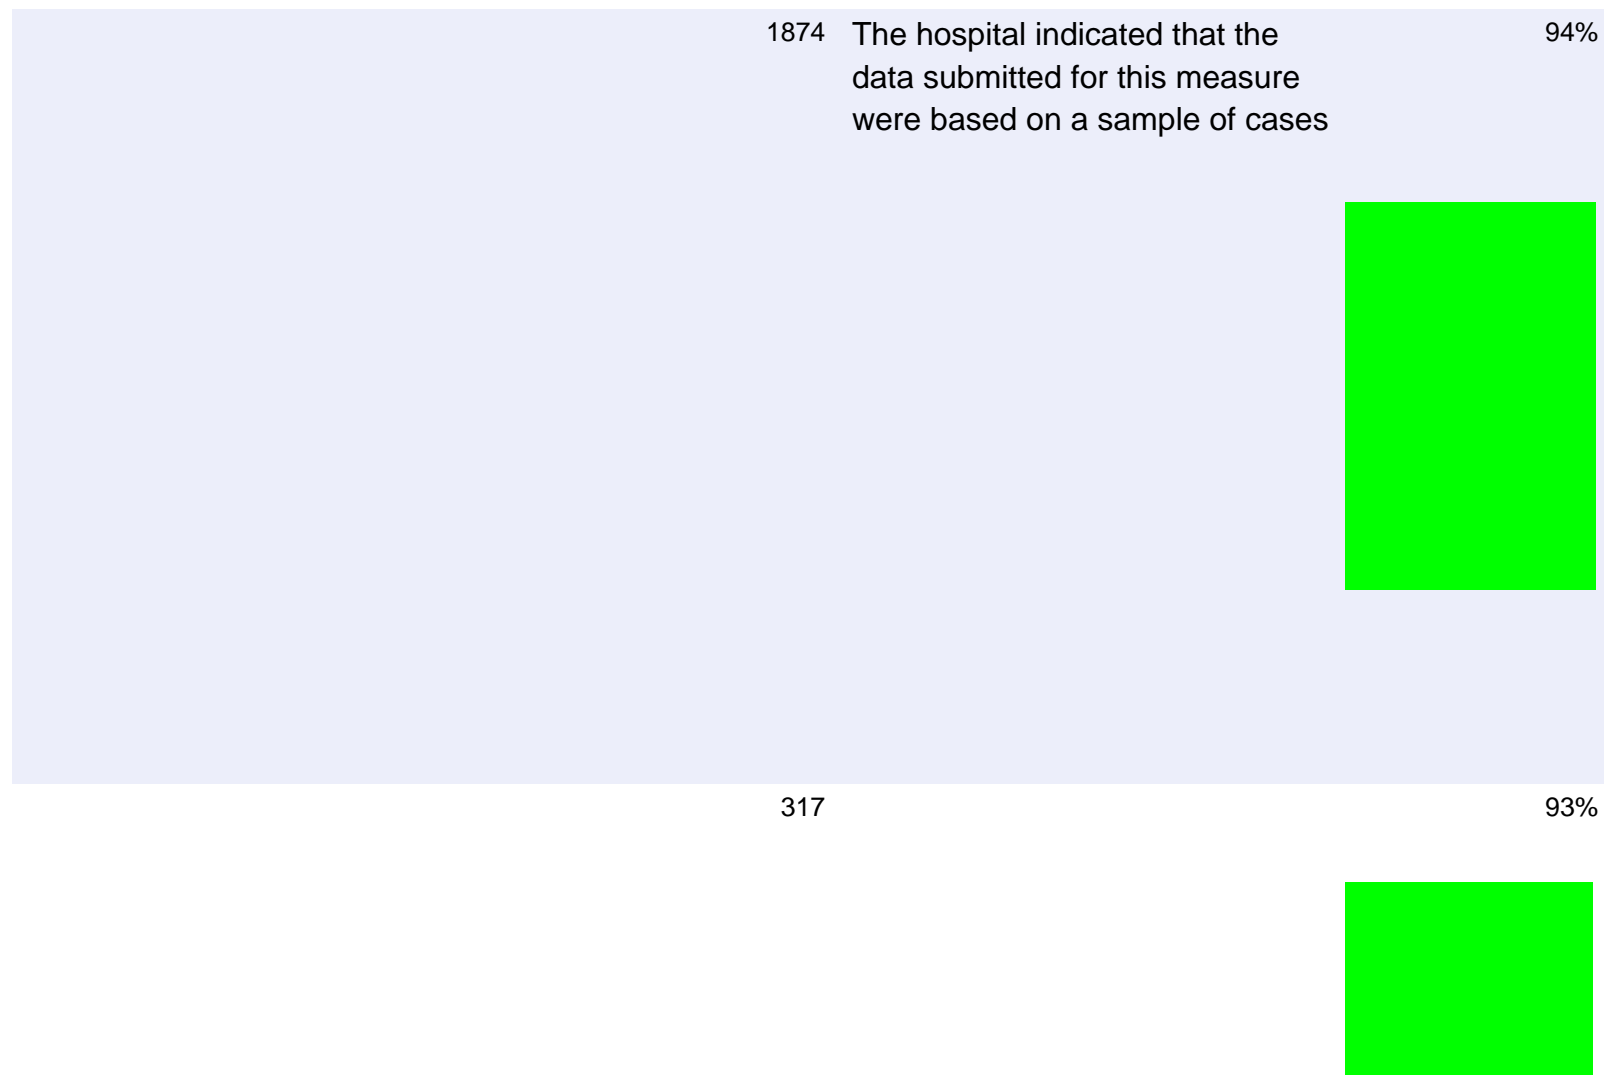 1874 The hospital indicated that the 94%
data submitted for this measure
were based on a sample of cases
317 93%